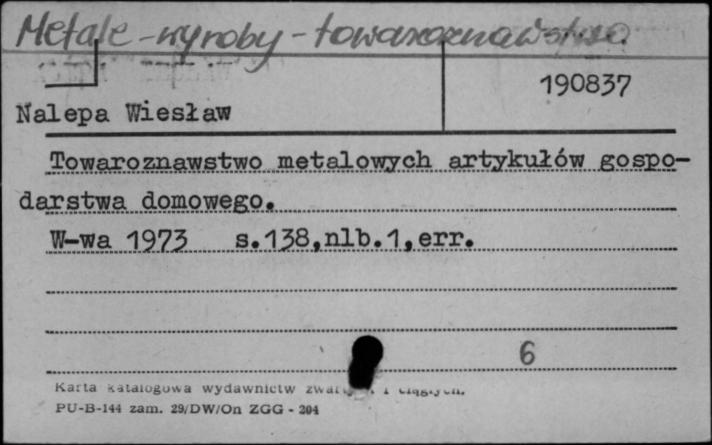 Metale - wyroby - towaroznawstwo
190837
Nalepa Wiesław
Towaroznawstwo metalowych artykułów gospo-
darstwa domowego.
W-wa 1973 s.138,nlb.1,err.
6
Karta katalogowa wydawnictw i ciągłych.
PU-B-144 zam. 29/DW/On ZGG - 204